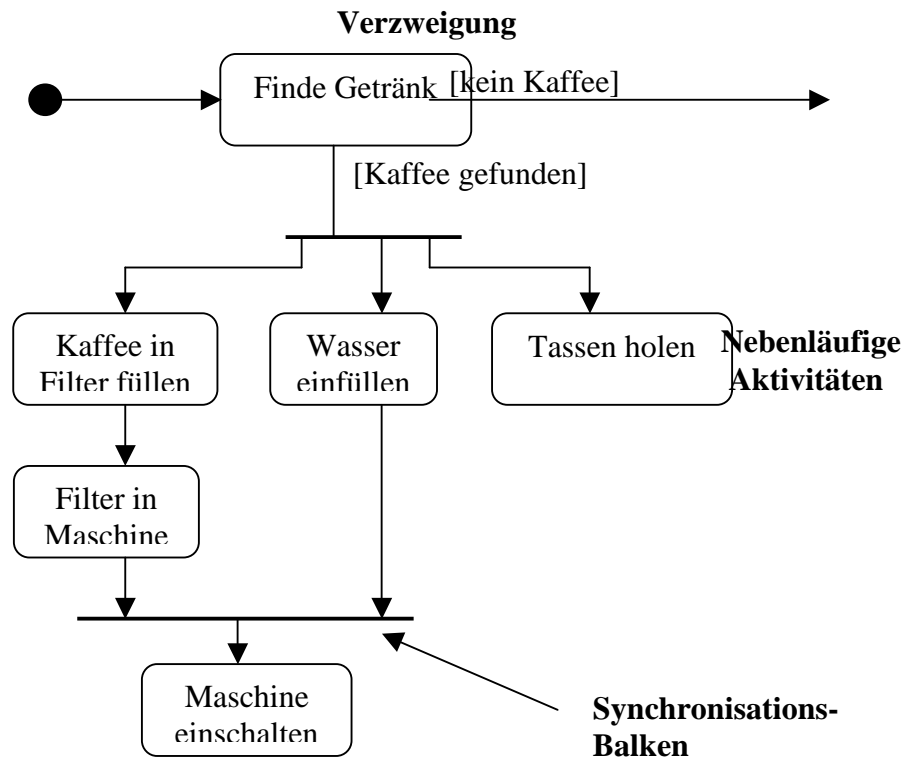 Verzweigung
Finde Getränk
[kein Kaffee]
[Kaffee gefunden]
Kaffee in
Filter füllen
Wasser
einfüllen
Tassen holen
Nebenläufige
Aktivitäten
Filter in
Maschine
Maschine
einschalten
Synchronisations-
Balken